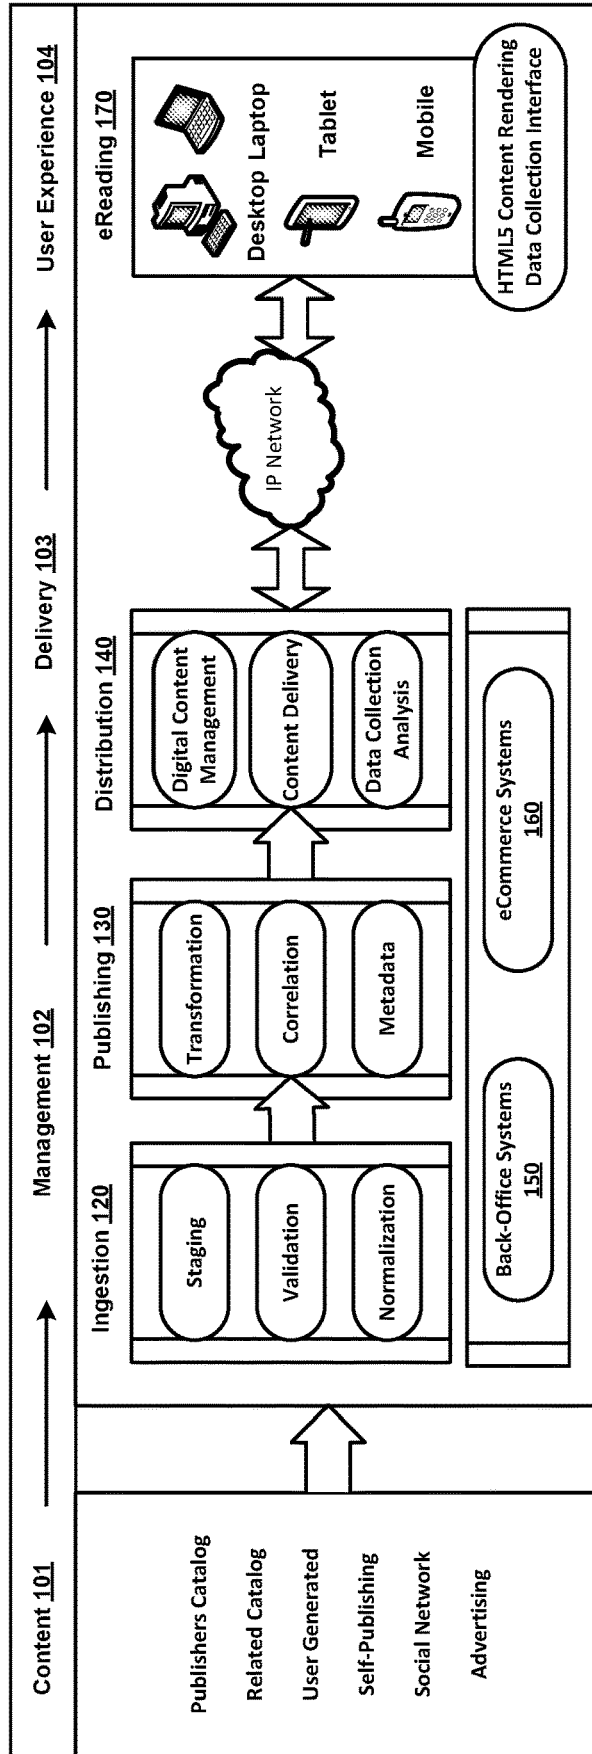 Content 101
Management 102
Delivery 103
User Experience 104
Publishers Catalog
Related Catalog
User Generated
Self-Publishing
Social Network
Advertising
Ingestion 120
Staging
Validation
Normalization
Publishing 130
Transformation
Correlation
Metadata
Distribution 140
Digital Content
Management
Content Delivery
Data Collection
Analysis
Back-Office Systems
150
eCommerce Systems
160
IP Network
eReading 170
Desktop Laptop
Tablet
Mobile
HTML5 Content Rendering
Data Collection Interface